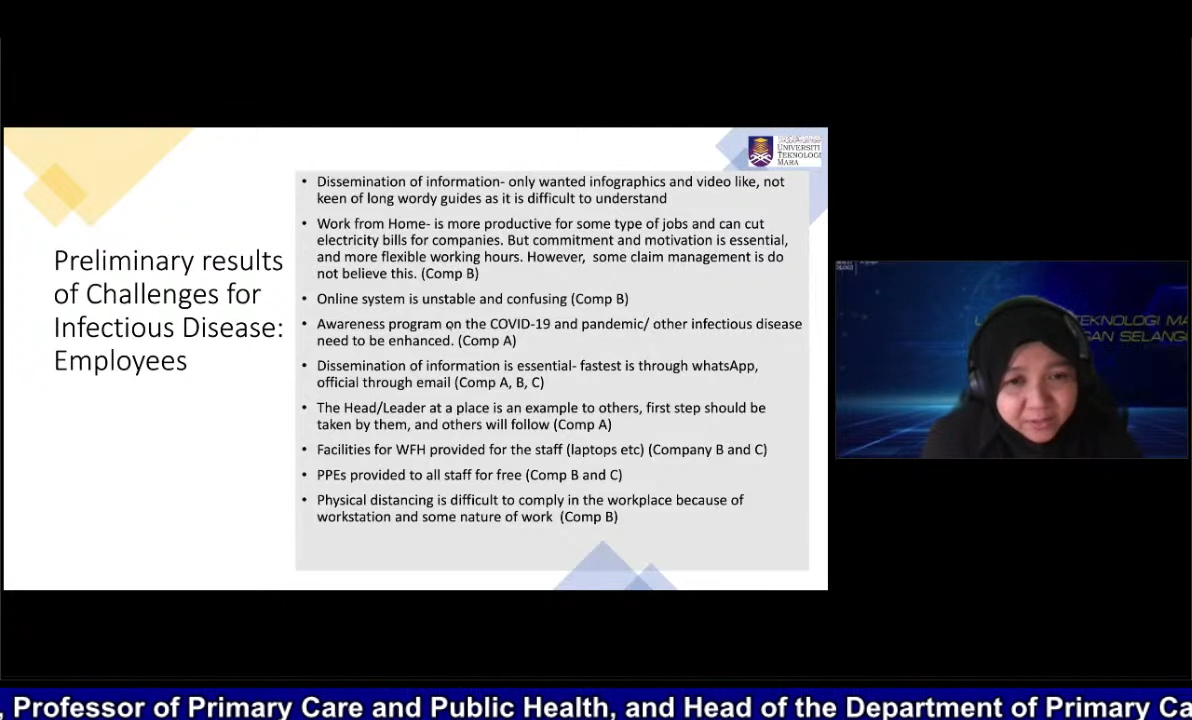 UNIVERSITI
TEKNOLOGI
MARA
Preliminary results
of Challenges for
Infectious Disease:
Employees
• Dissemination of information- only wanted infographics and video like, not
keen of long wordy guides as it is difficult to understand
• Work from Home- is more productive for some type of jobs and can cut
electricity bills for companies. But commitment and motivation is essential,
and more flexible working hours. However, some claim management is do
not believe this. (Comp B)
• Online system is unstable and confusing (Comp B)
• Awareness program on the COVID-19 and pandemic/ other infectious disease
need to be enhanced. (Comp A)
• Dissemination of information is essential- fastest is through whatsApp,
official through email (Comp A, B, C)
• The Head/Leader at a place is an example to others, first step should be
taken by them, and others will follow (Comp A)
• Facilities for WFH provided for the staff (laptops etc) (Company B and C)
• PPEs provided to all staff for free (Comp B and C)
• Physical distancing is difficult to comply in the workplace because of
workstation and some nature of work (Comp B)
TEKNOLOGI MA
SELANG
, Professor of Primary Care and Public Health, and Head of the Department of Primary Ca